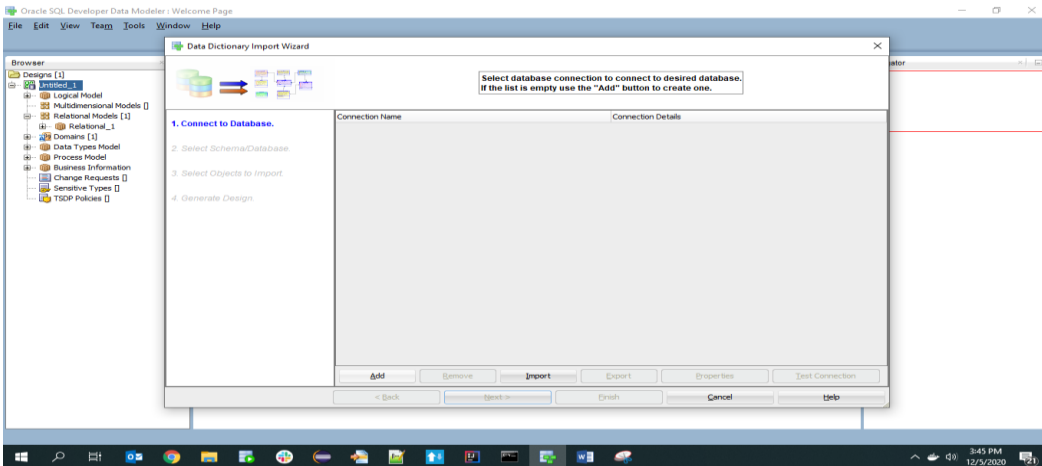 Oracle SQL Developer Data Modeler : Welcome Page
File Edit View Team Tools Window Help
Data Dictionary Import Wizard
Browser
Designs [1]
Untitled_1
Logical Model
Multidimensional Models []
Relational Models [1]
Relational_1
Domains [1]
Data Types Model
Process Model
Business Information
Change Requests []
Sensitive Types []
TSDP Policies []
Select database connection to connect to desired database.
If the list is empty use the "Add" button to create one.
1. Connect to Database.
2. Select Schema/Database.
3. Select Objects to Import.
4. Generate Design.
Connection Name Connection Details
Add Remove Import Export Properties Test Connection
< Back Next > Finish Cancel Help
ator
3:45 PM
12/5/2020
21